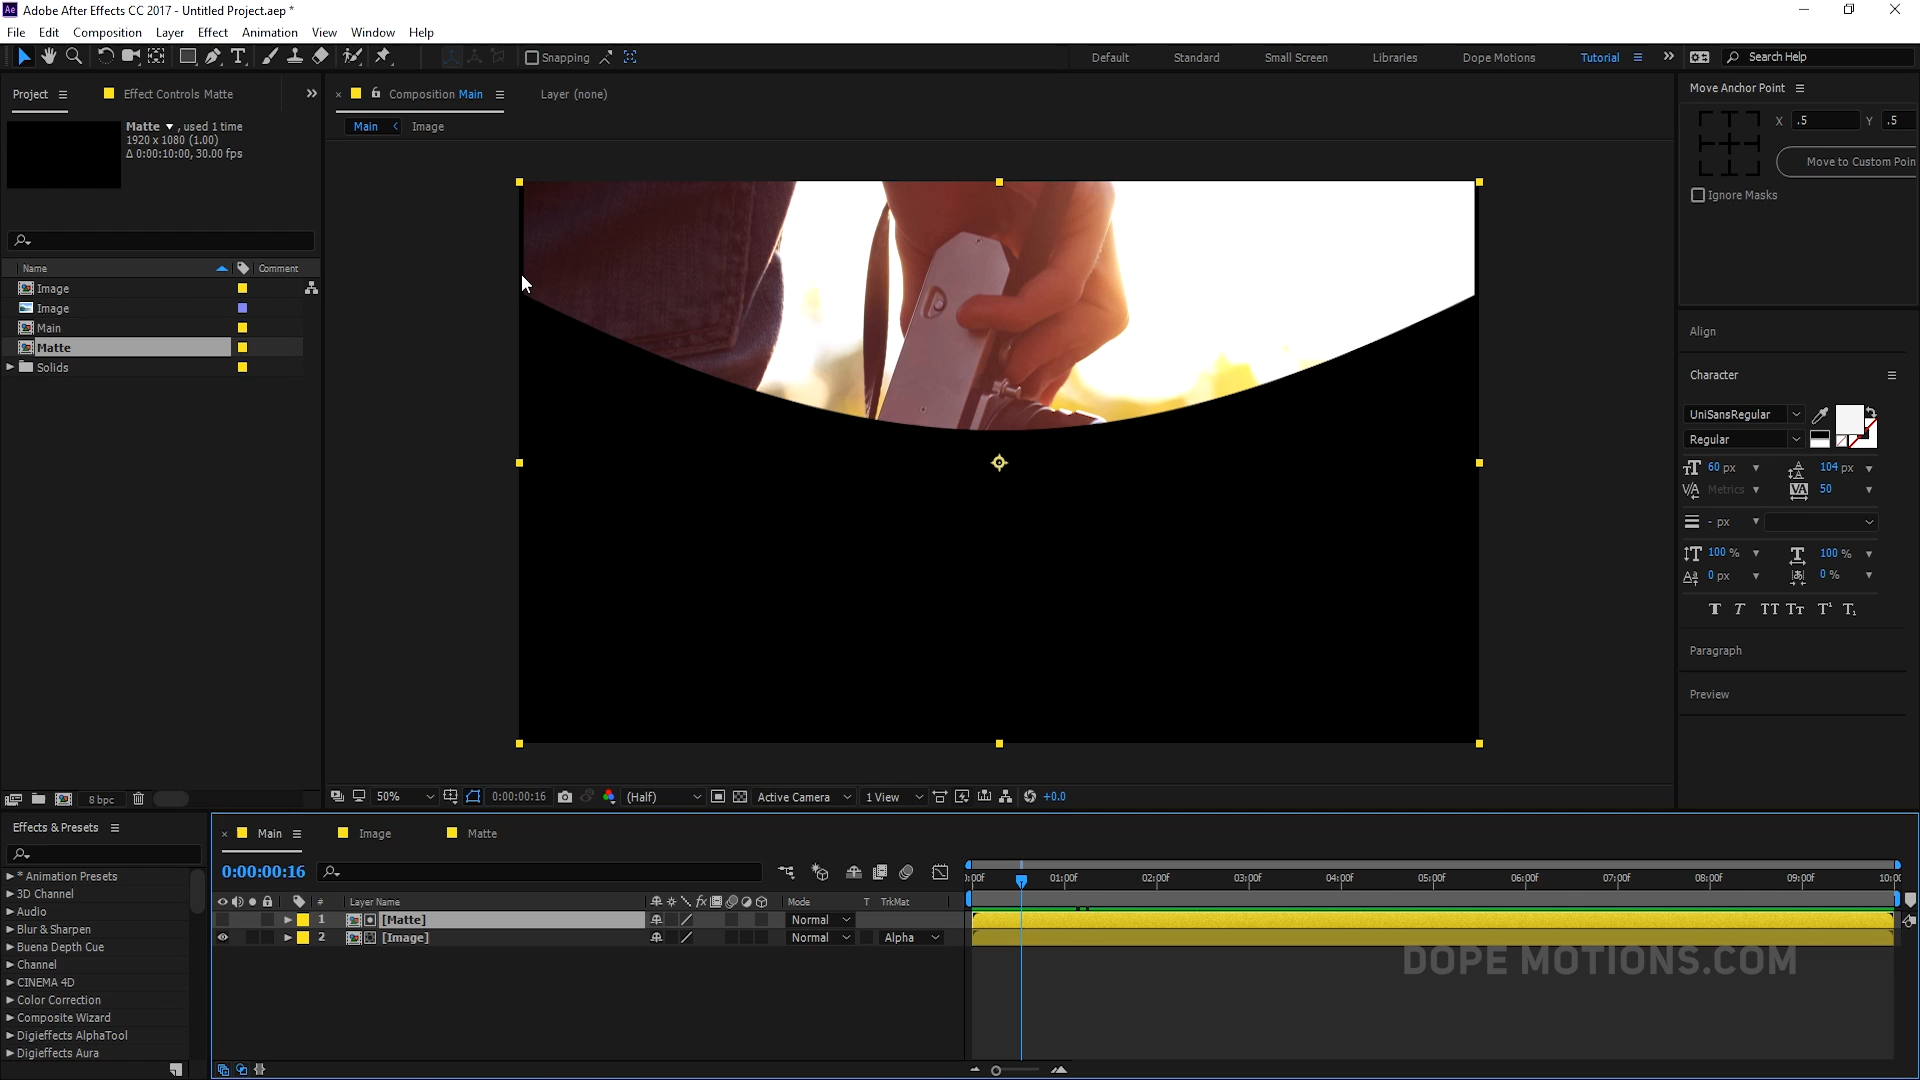 Ae Adobe After Effects CC 2017 - Untitled Project.aep *
File Edit Composition Layer Effect Animation View Window Help
Snapping Default Standard Small Screen Libraries Dope Motions Tutorial Search Help
Project Effect Controls Matte
Composition Main Layer (none)
Main Image
Matte , used 1 time
1920 x 1080 (1.00)
Δ 0:00:10:00, 30.00 fps
Name Comment
Image
Image
Main
Matte
Solids
8 bpc
50% 0:00:00:16 (Half) Active Camera 1 View +0.0
Move Anchor Point
X .5 Y .5
Move to Custom Poin
Ignore Masks
Align
Character
UniSansRegular
Regular
60 px 104 px
Metrics 50
- px
100 % 100 %
0 px 0 %
T T TT Tт T¹ T₁
Paragraph
Preview
Effects & Presets
* Animation Presets
3D Channel
Audio
Blur & Sharpen
Buena Depth Cue
Channel
CINEMA 4D
Color Correction
Composite Wizard
Digieffects AlphaTool
Digieffects Aura
Main Image Matte
0:00:00:16
# Layer Name Mode T TrkMat
1 [Matte] Normal
2 [Image] Normal Alpha
):00f 01:00f 02:00f 03:00f 04:00f 05:00f 06:00f 07:00f 08:00f 09:00f 10:0(
DOPE MOTIONS.COM